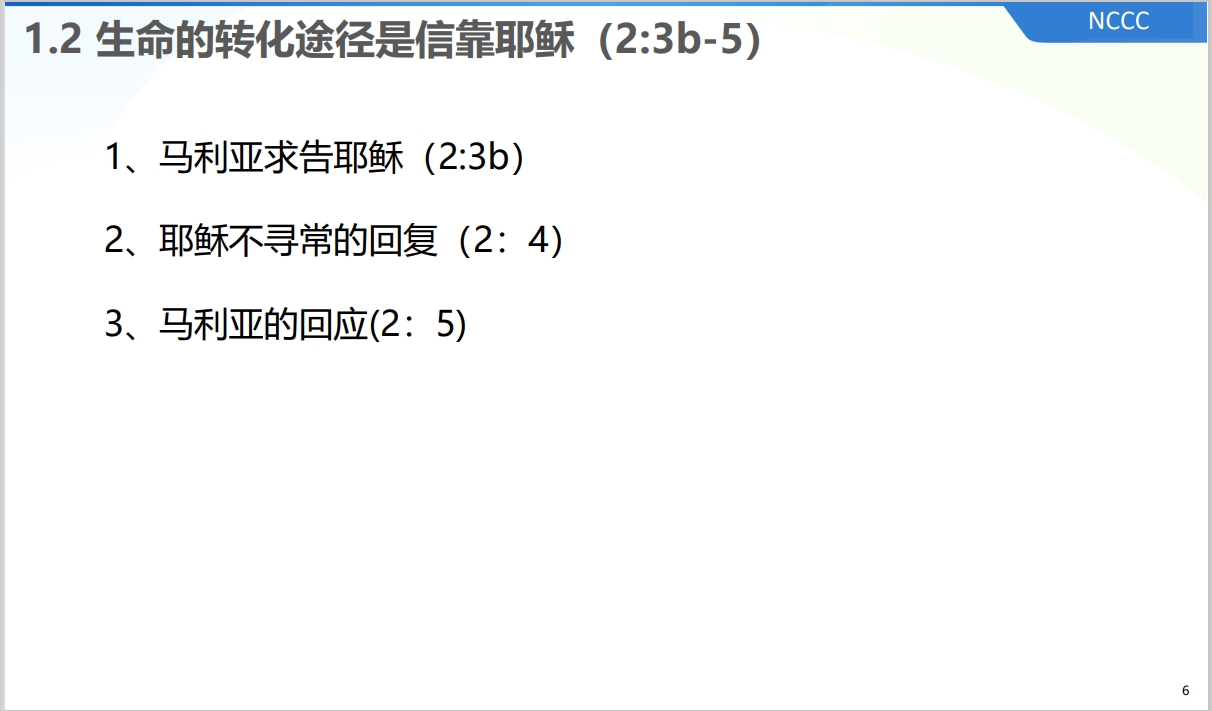 NCCC
1.2 生命的转化途径是信靠耶稣（2:3b-5）
1、马利亚求告耶稣（2:3b）
2、耶稣不寻常的回复（2：4）
3、马利亚的回应(2：5)
6